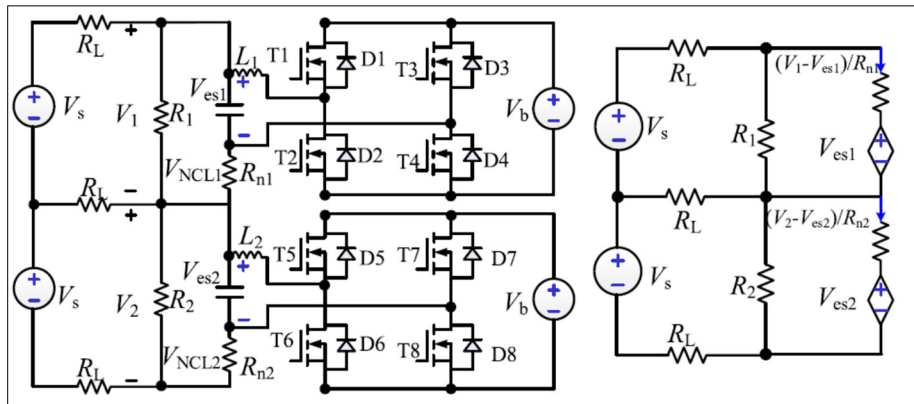 R_L
V_s
V_1
R_1
V_es1
L_1
V_NCL1
R_n1
T1
D1
T3
D3
T2
D2
T4
D4
V_b
R_L
V_s
V_2
R_2
V_es2
L_2
V_NCL2
R_n2
T5
D5
T7
D7
T6
D6
T8
D8
V_b
R_L
R_L
V_s
R_1
(V_1-V_es1)/R_n1
V_es1
R_L
(V_2-V_es2)/R_n2
V_s
R_2
V_es2
R_L